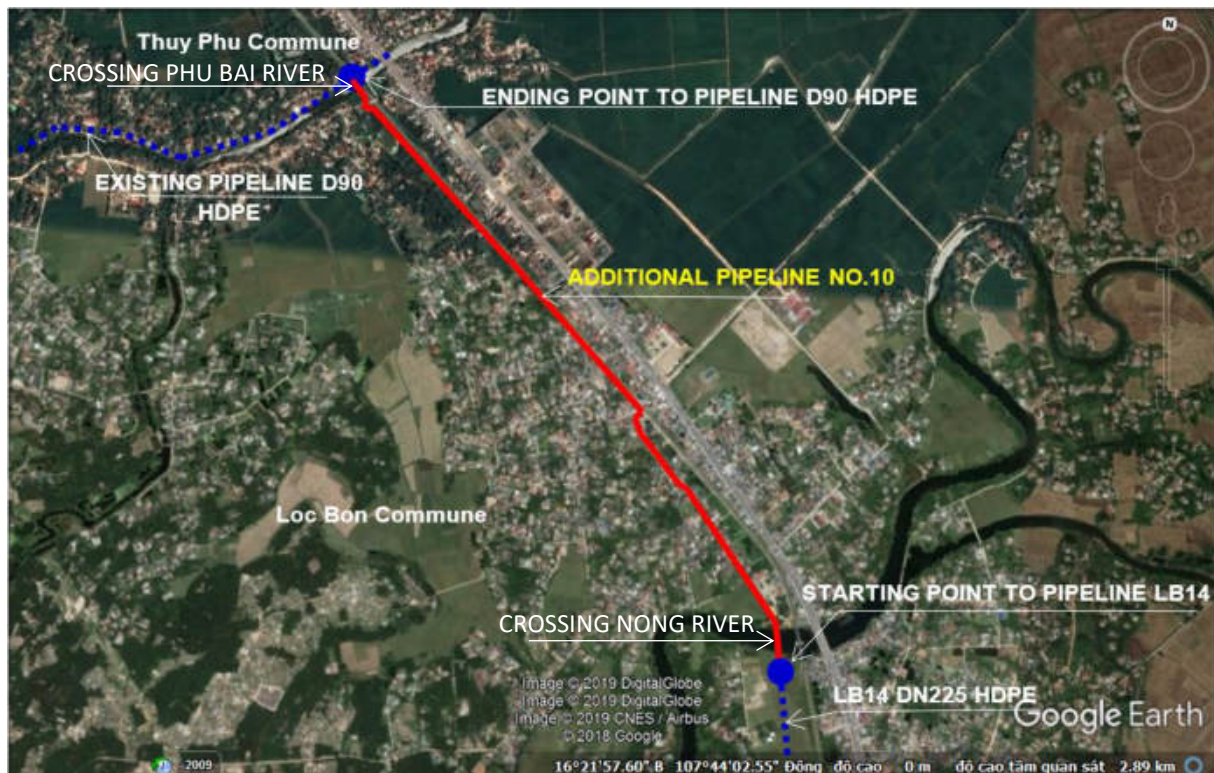 N
Thuy Phu Commune
CROSSING PHU BAI RIVER
ENDING POINT TO PIPELINE D90 HDPE
EXISTING PIPELINE D90
HDPE
ADDITIONAL PIPELINE NO.10
Loc Bon Commune
STARTING POINT TO PIPELINE LB14
CROSSING NONG RIVER
Image © 2019 DigitalGlobe
Image © 2019 DigitalGlobe
Image © 2019 CNES / Airbus
© 2018 Google
LB14 DN225 HDPE
Google Earth
2009
16°21'57.60" B 107°44'02.55" Đông độ cao 0 m độ cao tầm quan sát 2.89 km